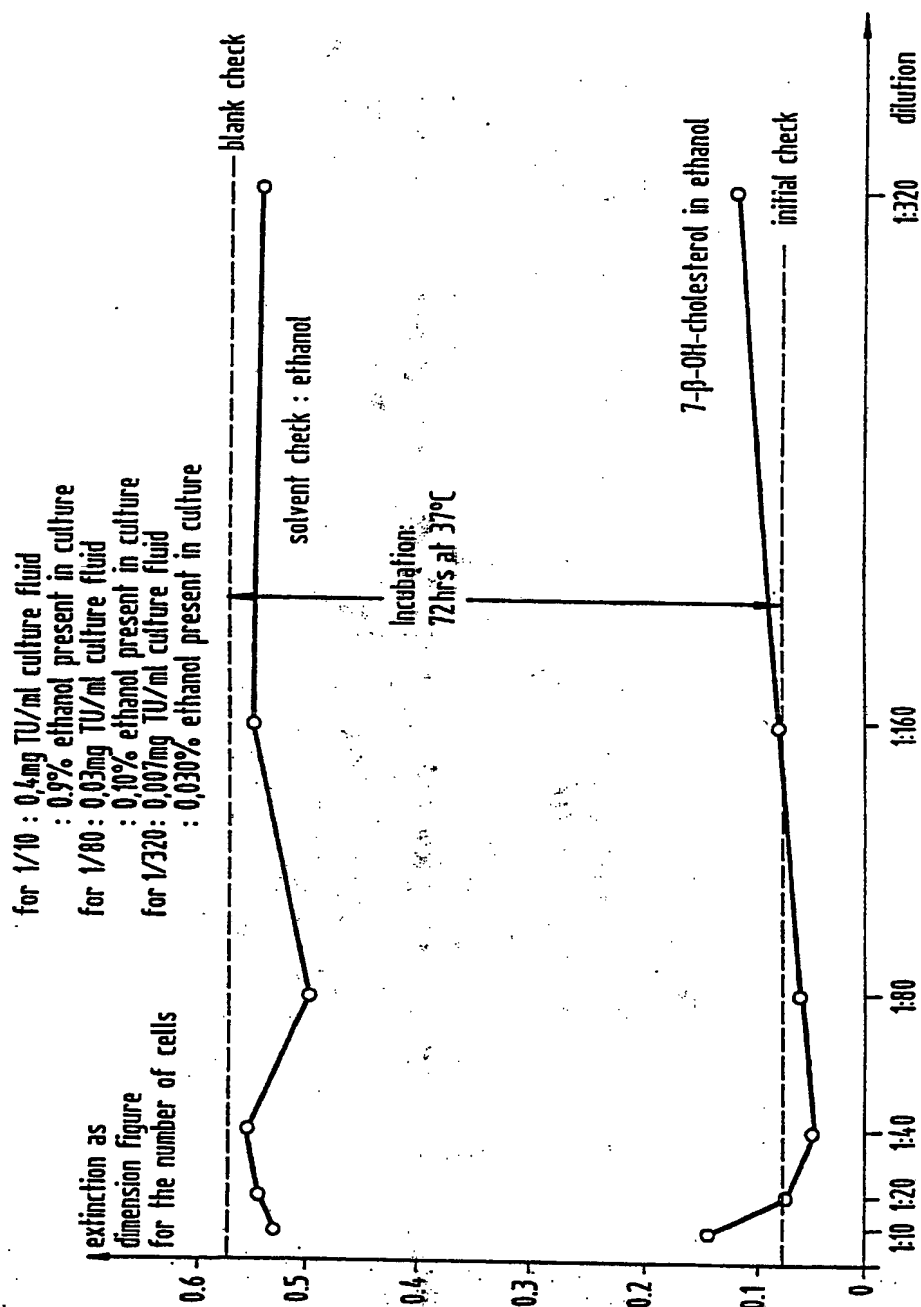 for 1/10 : 0,4mg TU/ml culture fluid
: 0.9% ethanol present in culture
for 1/80 : 0,03mg TU/ml culture fluid
: 0,10% ethanol present in culture
for 1/320: 0,007mg TU/ml culture fluid
: 0,030% ethanol present in culture
extinction as
dimension figure
for the number of cells
blank check
solvent check : ethanol
Incubation:
72 hrs at 37°C
7-β-OH-cholesterol in ethanol
initial check
0.6
0.5
0.4
0.3
0.2
0.1
0
1:10
1:20
1:40
1:80
1:160
1:320
dilution